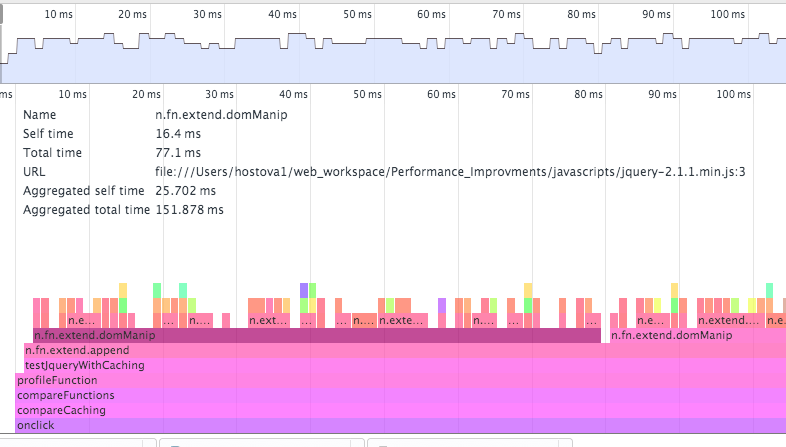 10 ms 20 ms 30 ms 40 ms 50 ms 60 ms 70 ms 80 ms 90 ms 100 ms
ms 10 ms 20 ms 30 ms 40 ms 50 ms 60 ms 70 ms 80 ms 90 ms 100 ms
Name n.fn.extend.domManip
Self time 16.4 ms
Total time 77.1 ms
URL file:///Users/hostova1/web_workspace/Performance_Improvments/javascripts/jquery-2.1.1.min.js:3
Aggregated self time 25.702 ms
Aggregated total time 151.878 ms
n.e... ... n.... n.ext... ... ... n.... n.exte... n.... ... ... n.e... n.... n.extend.... n.e
n.fn.extend.domManip n.fn.extend.domManip
n.fn.extend.append
testJqueryWithCaching
profileFunction
compareFunctions
compareCaching
onclick